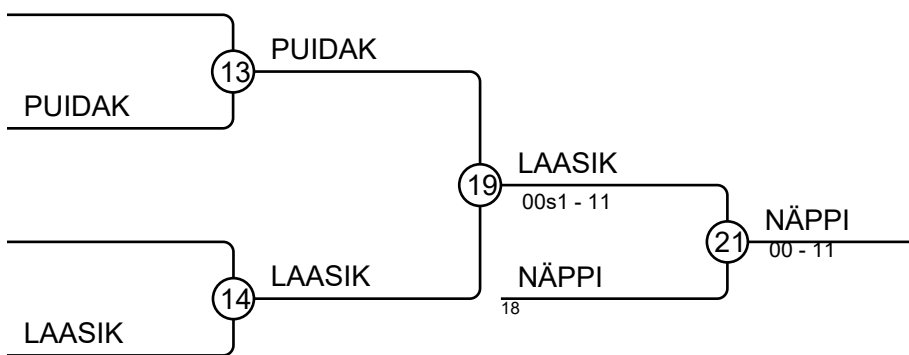 PUIDAK
13
PUIDAK
LAASIK
19
00s1 - 11
NÄPPI
21
00 - 11
LAASIK
14
NÄPPI
18
LAASIK